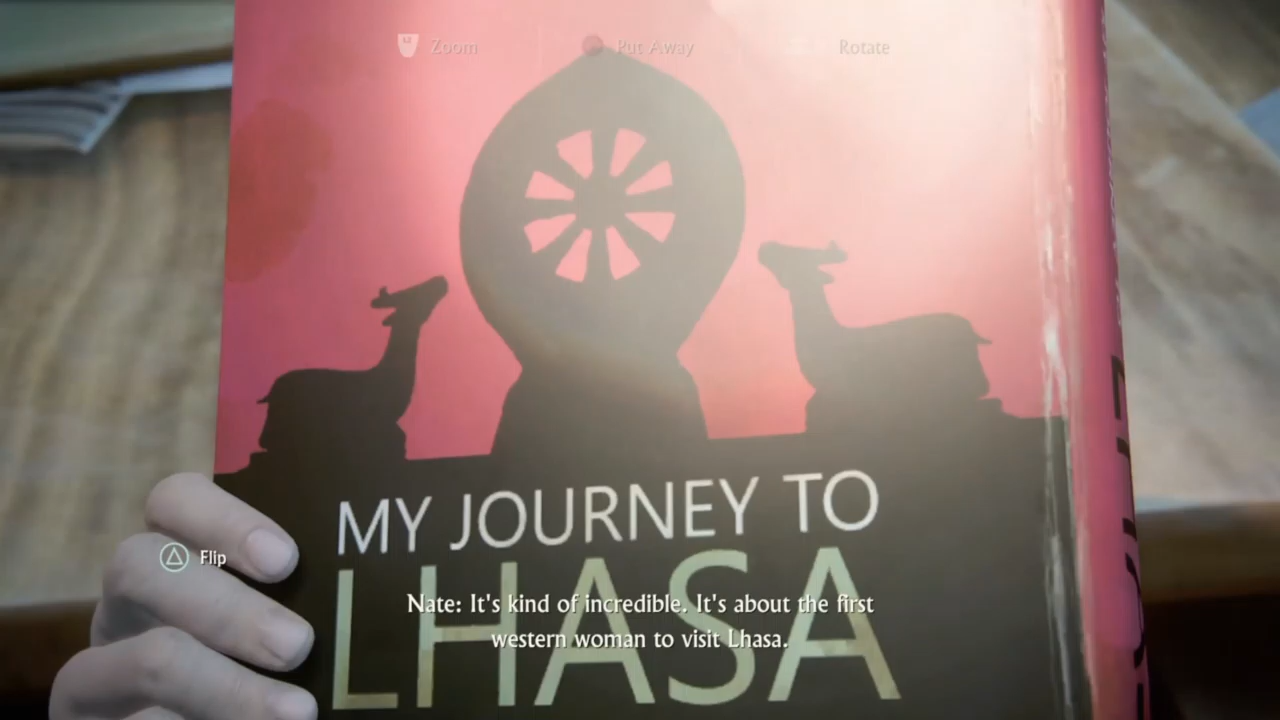 Zoom
Put Away
Rotate
MY JOURNEY TO
LHASA
Flip
Nate: It's kind of incredible. It's about the first
western woman to visit Lhasa.